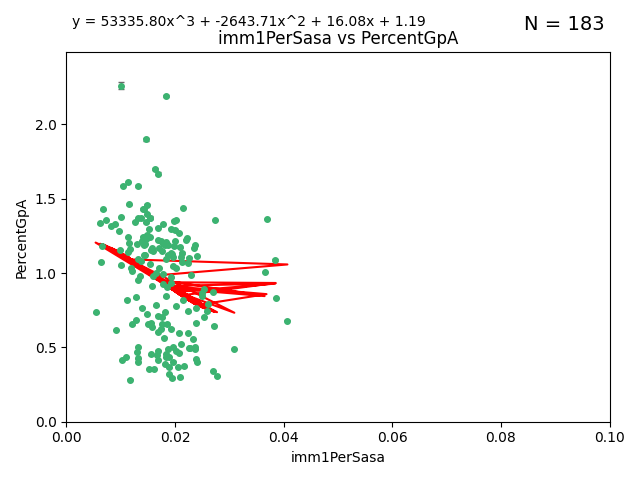 y = 53335.80x^3 + -2643.71x^2 + 16.08x + 1.19
N = 183
imm1PerSasa vs PercentGpA
PercentGpA
2.0
1.5
1.0
0.5
0.0
0.00 0.02 0.04 0.06 0.08 0.10
imm1PerSasa